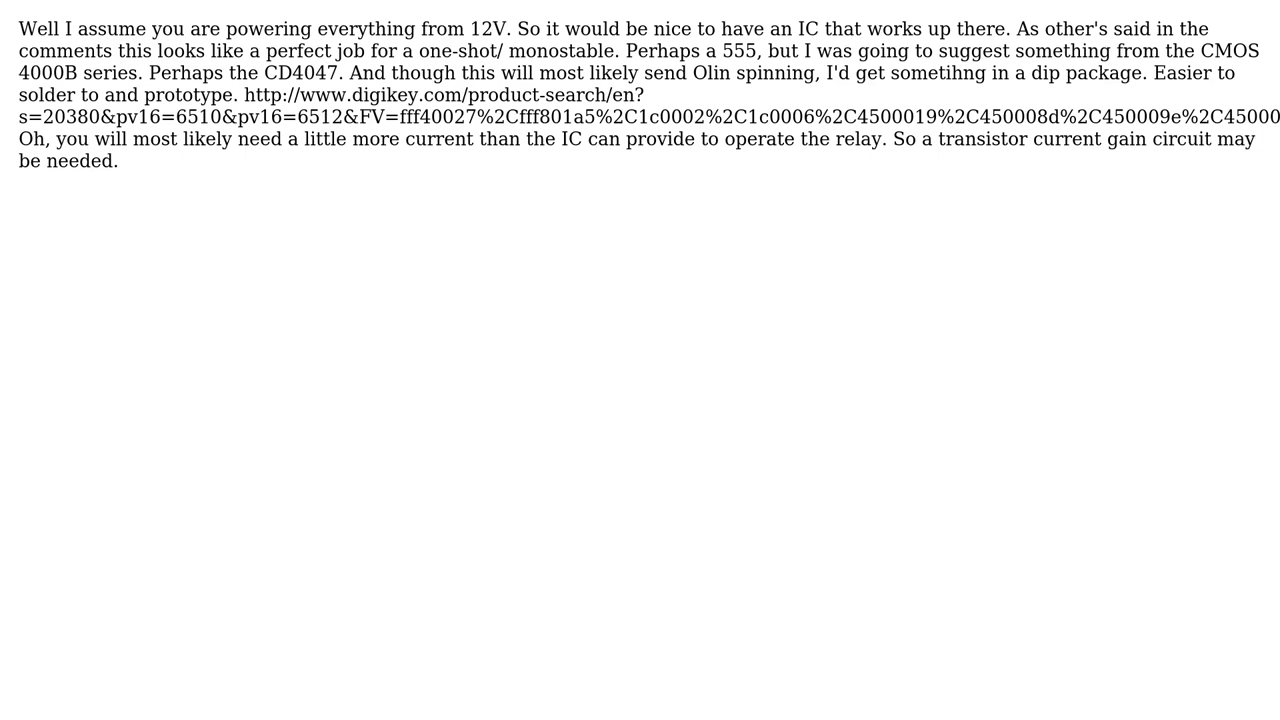 Well I assume you are powering everything from 12V. So it would be nice to have an IC that works up there. As other's said in the
comments this looks like a perfect job for a one-shot/ monostable. Perhaps a 555, but I was going to suggest something from the CMOS
4000B series. Perhaps the CD4047. And though this will most likely send Olin spinning, I'd get sometihng in a dip package. Easier to
solder to and prototype. http://www.digikey.com/product-search/en?
s=20380&pv16=6510&pv16=6512&FV=fff40027%2Cfff801a5%2C1c0002%2C1c0006%2C4500019%2C450008d%2C450009e%2C45000
Oh, you will most likely need a little more current than the IC can provide to operate the relay. So a transistor current gain circuit may
be needed.